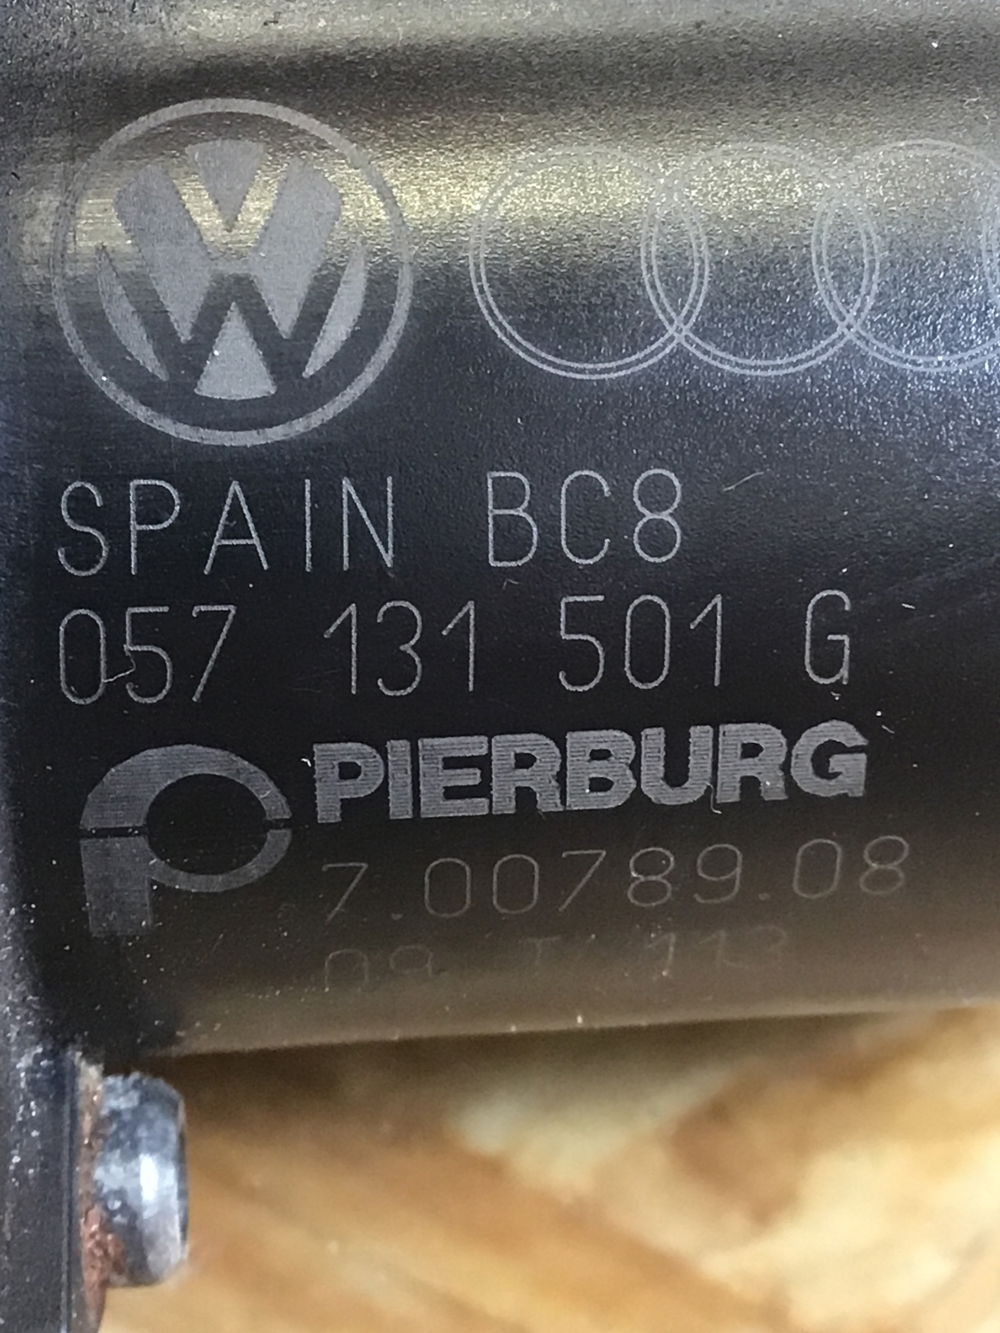 SPAIN BC8
057 131 501 G
PIERBURG
7.00789.08